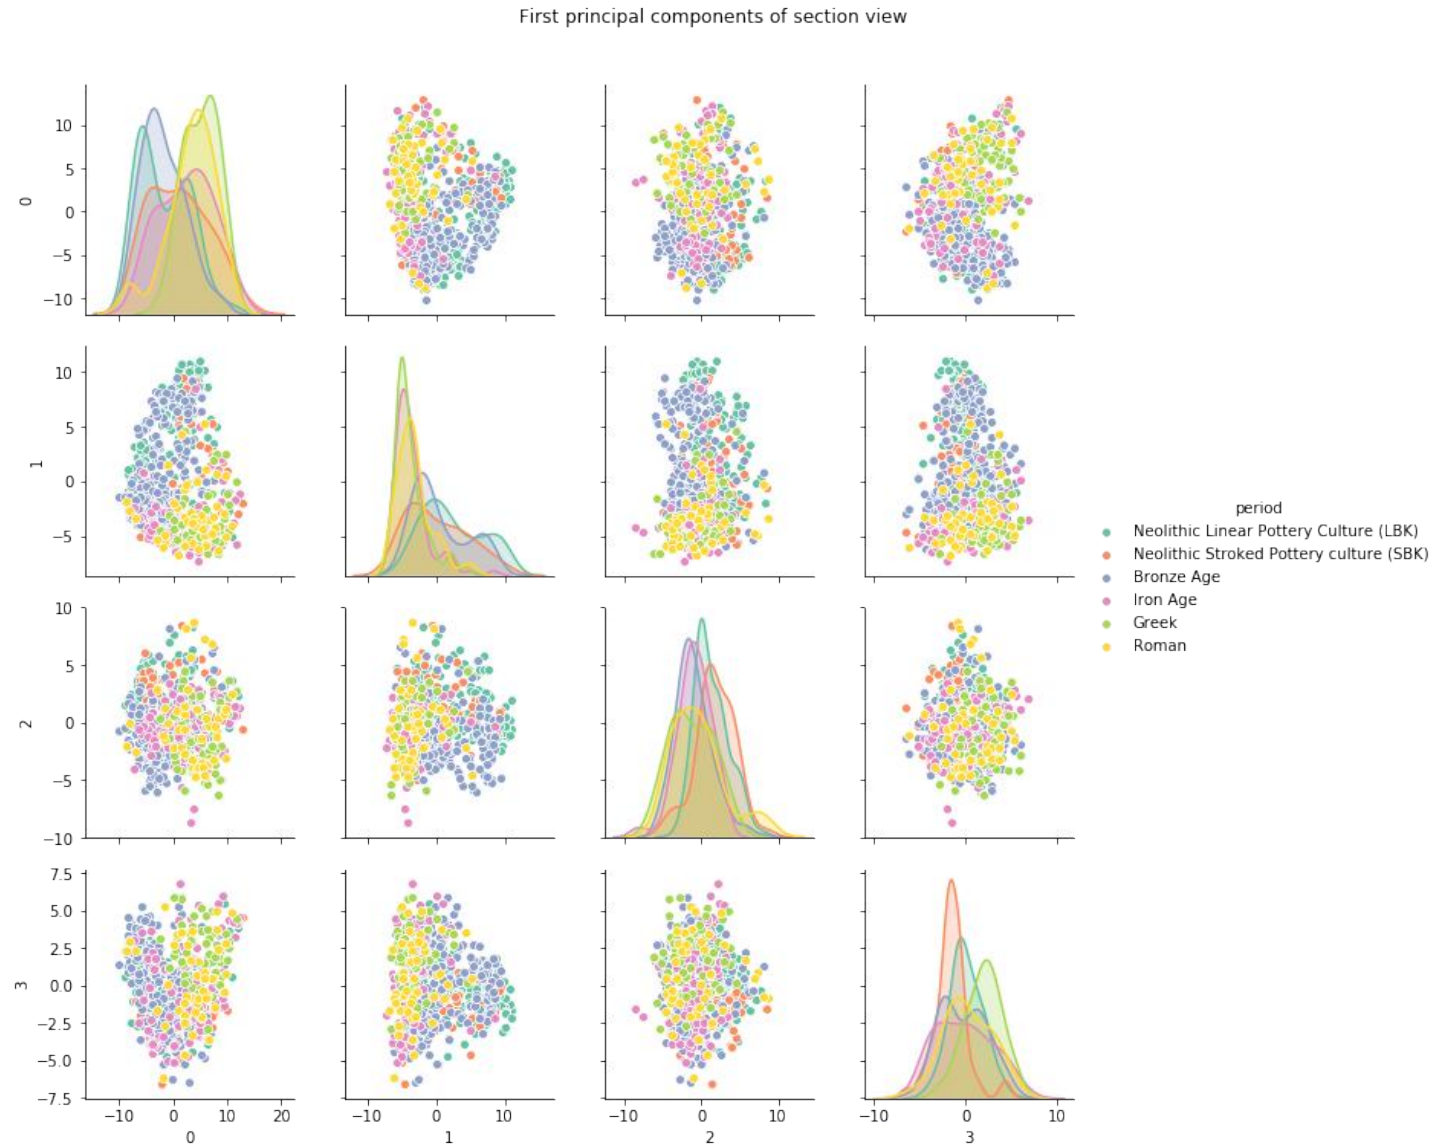 First principal components of section view
10
5
0
−5
−10
0
10
5
0
−5
1
10
5
0
−5
−10
2
7.5
5.0
2.5
0.0
−2.5
−5.0
−7.5
3
−10 0 10 20
0
−10 0 10
1
−10 0 10
2
−10 0 10
3
period
Neolithic Linear Pottery Culture (LBK)
Neolithic Stroked Pottery culture (SBK)
Bronze Age
Iron Age
Greek
Roman